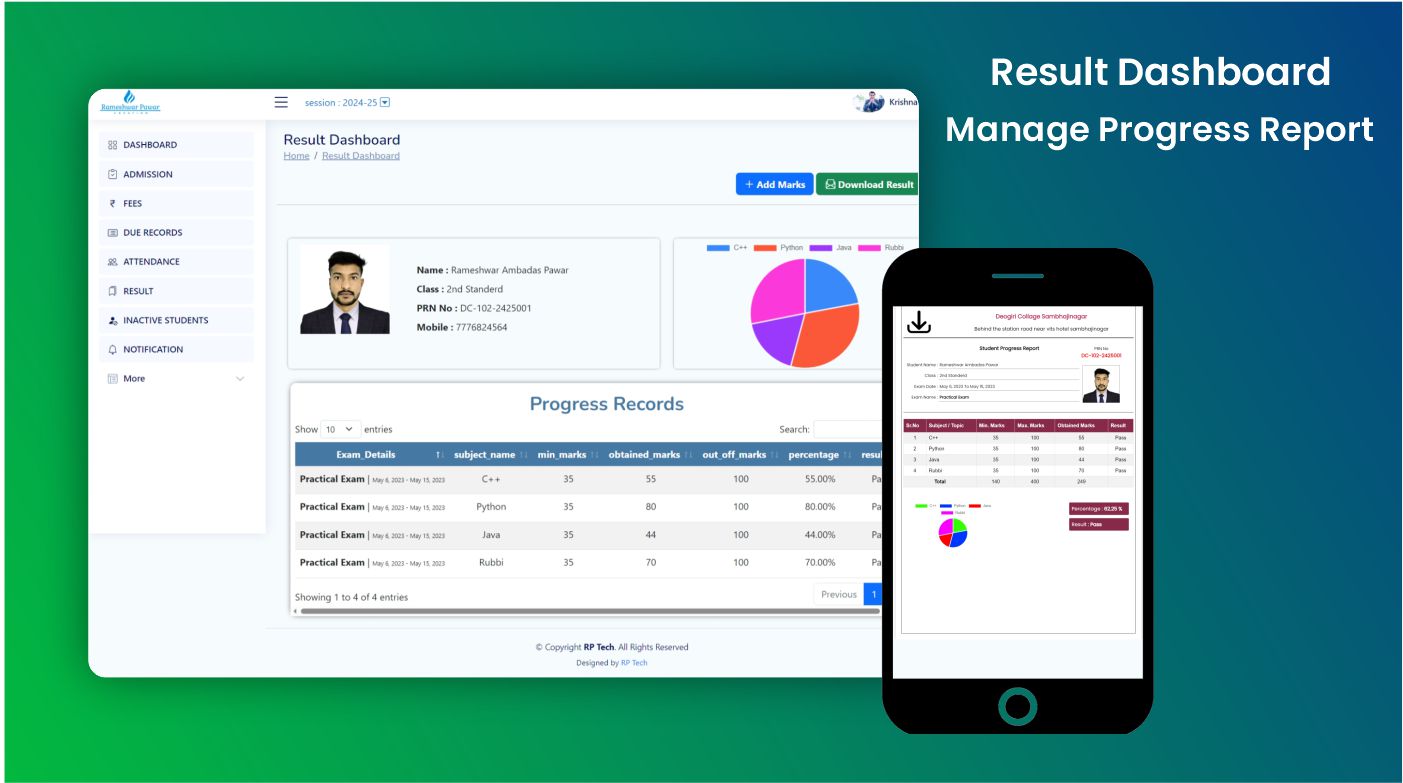 Result Dashboard
Manage Progress Report
Rameshwar Pawar
session : 2024-25
Krishna
DASHBOARD
ADMISSION
₹ FEES
DUE RECORDS
ATTENDANCE
RESULT
INACTIVE STUDENTS
NOTIFICATION
More
Result Dashboard
Home / Result Dashboard
+ Add Marks
Download Result
Name : Rameshwar Ambadas Pawar
Class : 2nd Standerd
PRN No : DC-102-2425001
Mobile : 7776824564
C++ Python Java Rubbi
Progress Records
Show 10 entries
Search:
Exam_Details subject_name min_marks obtained_marks out_off_marks percentage resul
Practical Exam | May 6, 2023 - May 15, 2023 C++ 35 55 100 55.00% Pa
Practical Exam | May 6, 2023 - May 15, 2023 Python 35 80 100 80.00% Pa
Practical Exam | May 6, 2023 - May 15, 2023 Java 35 44 100 44.00% Pa
Practical Exam | May 6, 2023 - May 15, 2023 Rubbi 35 70 100 70.00% Pa
Showing 1 to 4 of 4 entries
Previous 1
© Copyright RP Tech. All Rights Reserved
Designed by RP Tech
Deogiri Collage Sambhajinagar
Behind the station road near vits hotel sambhajinagar
Student Progress Report
PRN No
DC-102-2425001
Student Name : Rameshwar Ambadas Pawar
Class : 2nd Standerd
Exam Date : May 6, 2023 To May 15, 2023
Exam Name : Practical Exam
Sr.No Subject / Topic Min. Marks Max. Marks Obtained Marks Result
1 C++ 35 100 55 Pass
2 Python 35 100 80 Pass
3 Java 35 100 44 Pass
4 Rubbi 35 100 70 Pass
Total 140 400 249
C++ Python Java
Rubbi
Percentage : 62.25 %
Result : Pass